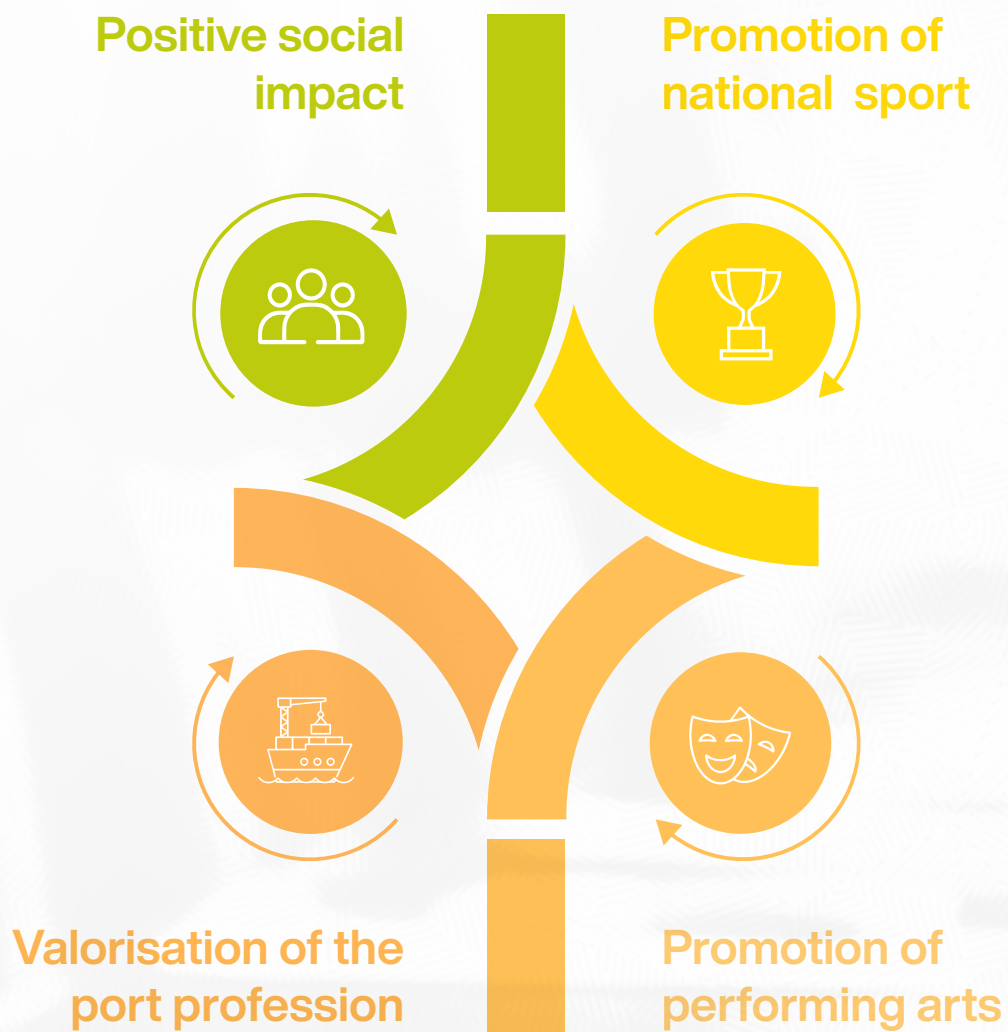 Positive social
impact
Promotion of
national sport
Valorisation of the
port profession
Promotion of
performing arts